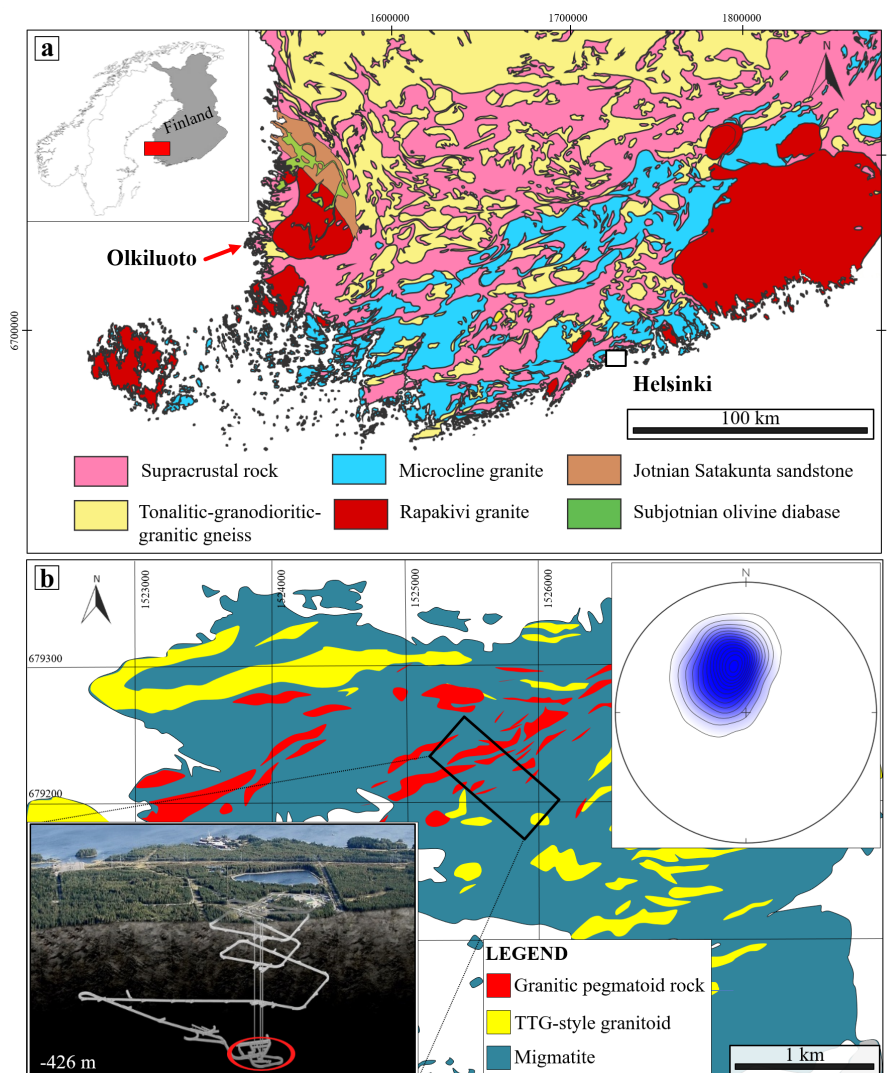 1600000
1700000
1800000
a
N
Finland
Olkiluoto
6700000
Helsinki
100 km
Supracrustal rock
Microcline granite
Jotnian Satakunta sandstone
Tonalitic-granodioritic-
granitic gneiss
Rapakivi granite
Subjotnian olivine diabase
b
N
1523000
1524000
1525000
1526000
N
679300
679200
LEGEND
Granitic pegmatoid rock
TTG-style granitoid
Migmatite
-426 m
1 km